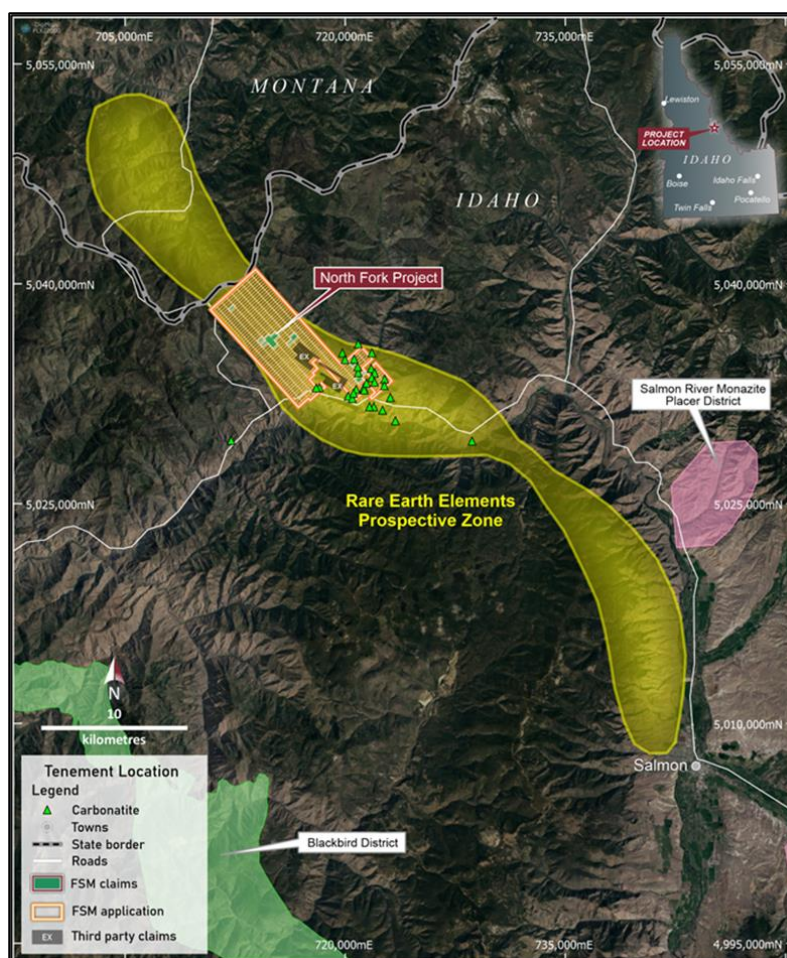 705,000mE
720,000mE
735,000mE
5,055,000mN
5,055,000mN
MONTANA
Lewiston
PROJECT
LOCATION
IDAHO
Boise
Idaho Falls
Pocatello
Twin Falls
IDAHO
5,040,000mN
5,040,000mN
North Fork Project
EX
EX
Salmon River Monazite
Placer District
5,025,000mN
5,025,000mN
Rare Earth Elements
Prospective Zone
N
10
kilometres
5,010,000mN
Salmon
Tenement Location
Legend
Carbonatite
Towns
State border
Roads
FSM claims
FSM application
EX
Third party claims
Blackbird District
720,000mE
735,000mE
4,995,000mN